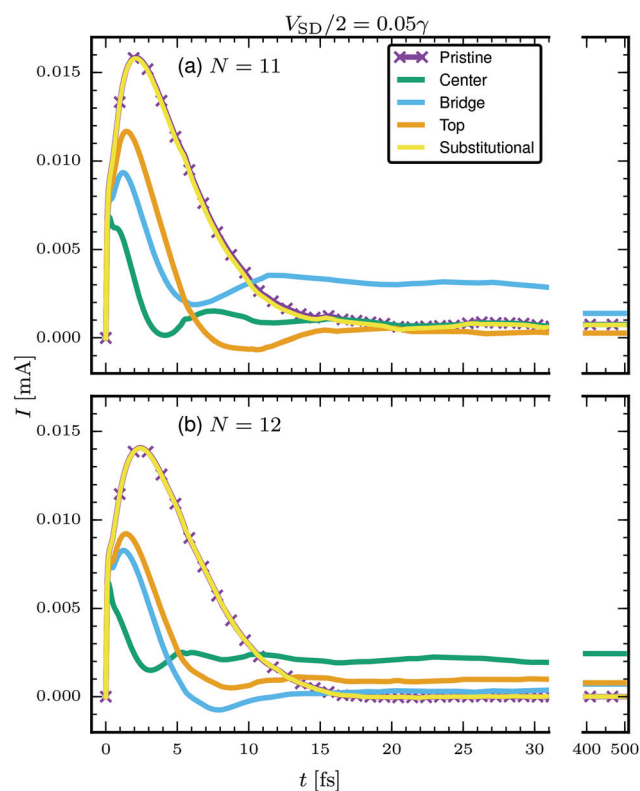 V_SD/2 = 0.05γ
(a) N = 11
Pristine
Center
Bridge
Top
Substitutional
0.015
0.010
0.005
0.000
I [mA]
(b) N = 12
0.015
0.010
0.005
0.000
0 5 10 15 20 25 30 400 500
t [fs]